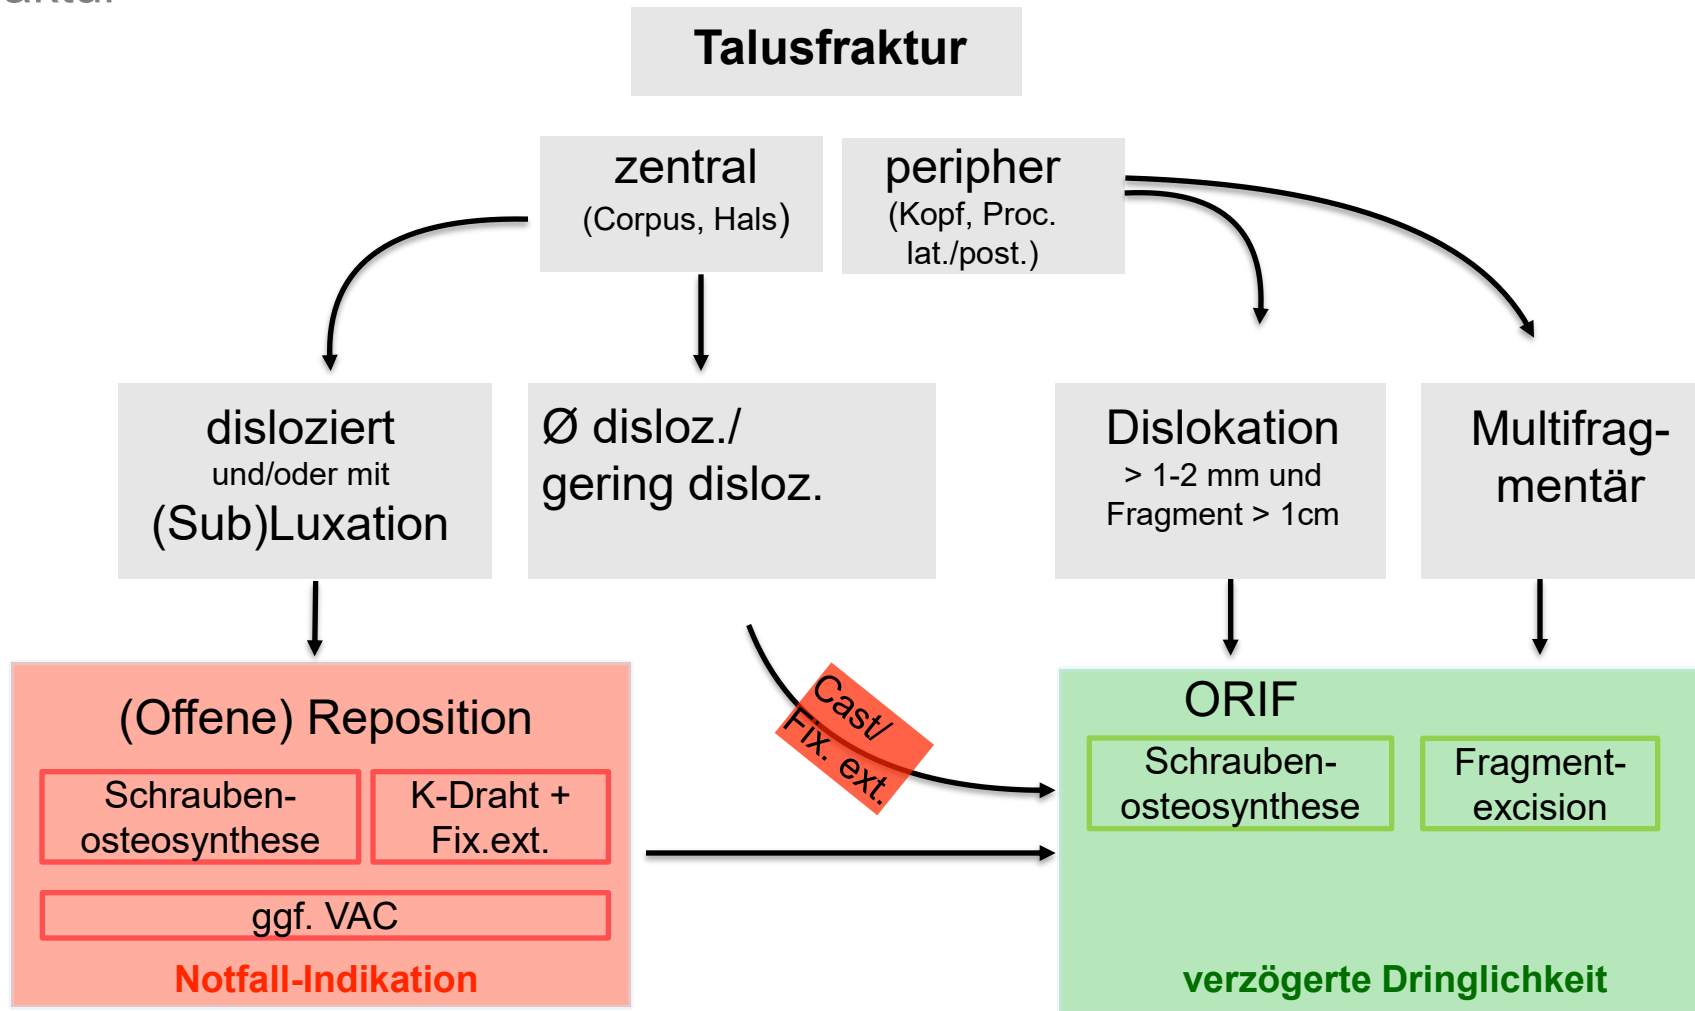 Talusfraktur
zentral
(Corpus, Hals)
peripher
(Kopf, Proc.
lat./post.)
disloziert
und/oder mit
(Sub)Luxation
Ø disloz./
gering disloz.
Dislokation
> 1-2 mm und
Fragment > 1cm
Multifrag-
mentär
Cast/
Fix. ext.
(Offene) Reposition
Schrauben-
osteosynthese
K-Draht +
Fix.ext.
ggf. VAC
Notfall-Indikation
ORIF
Schrauben-
osteosynthese
Fragment-
excision
verzögerte Dringlichkeit